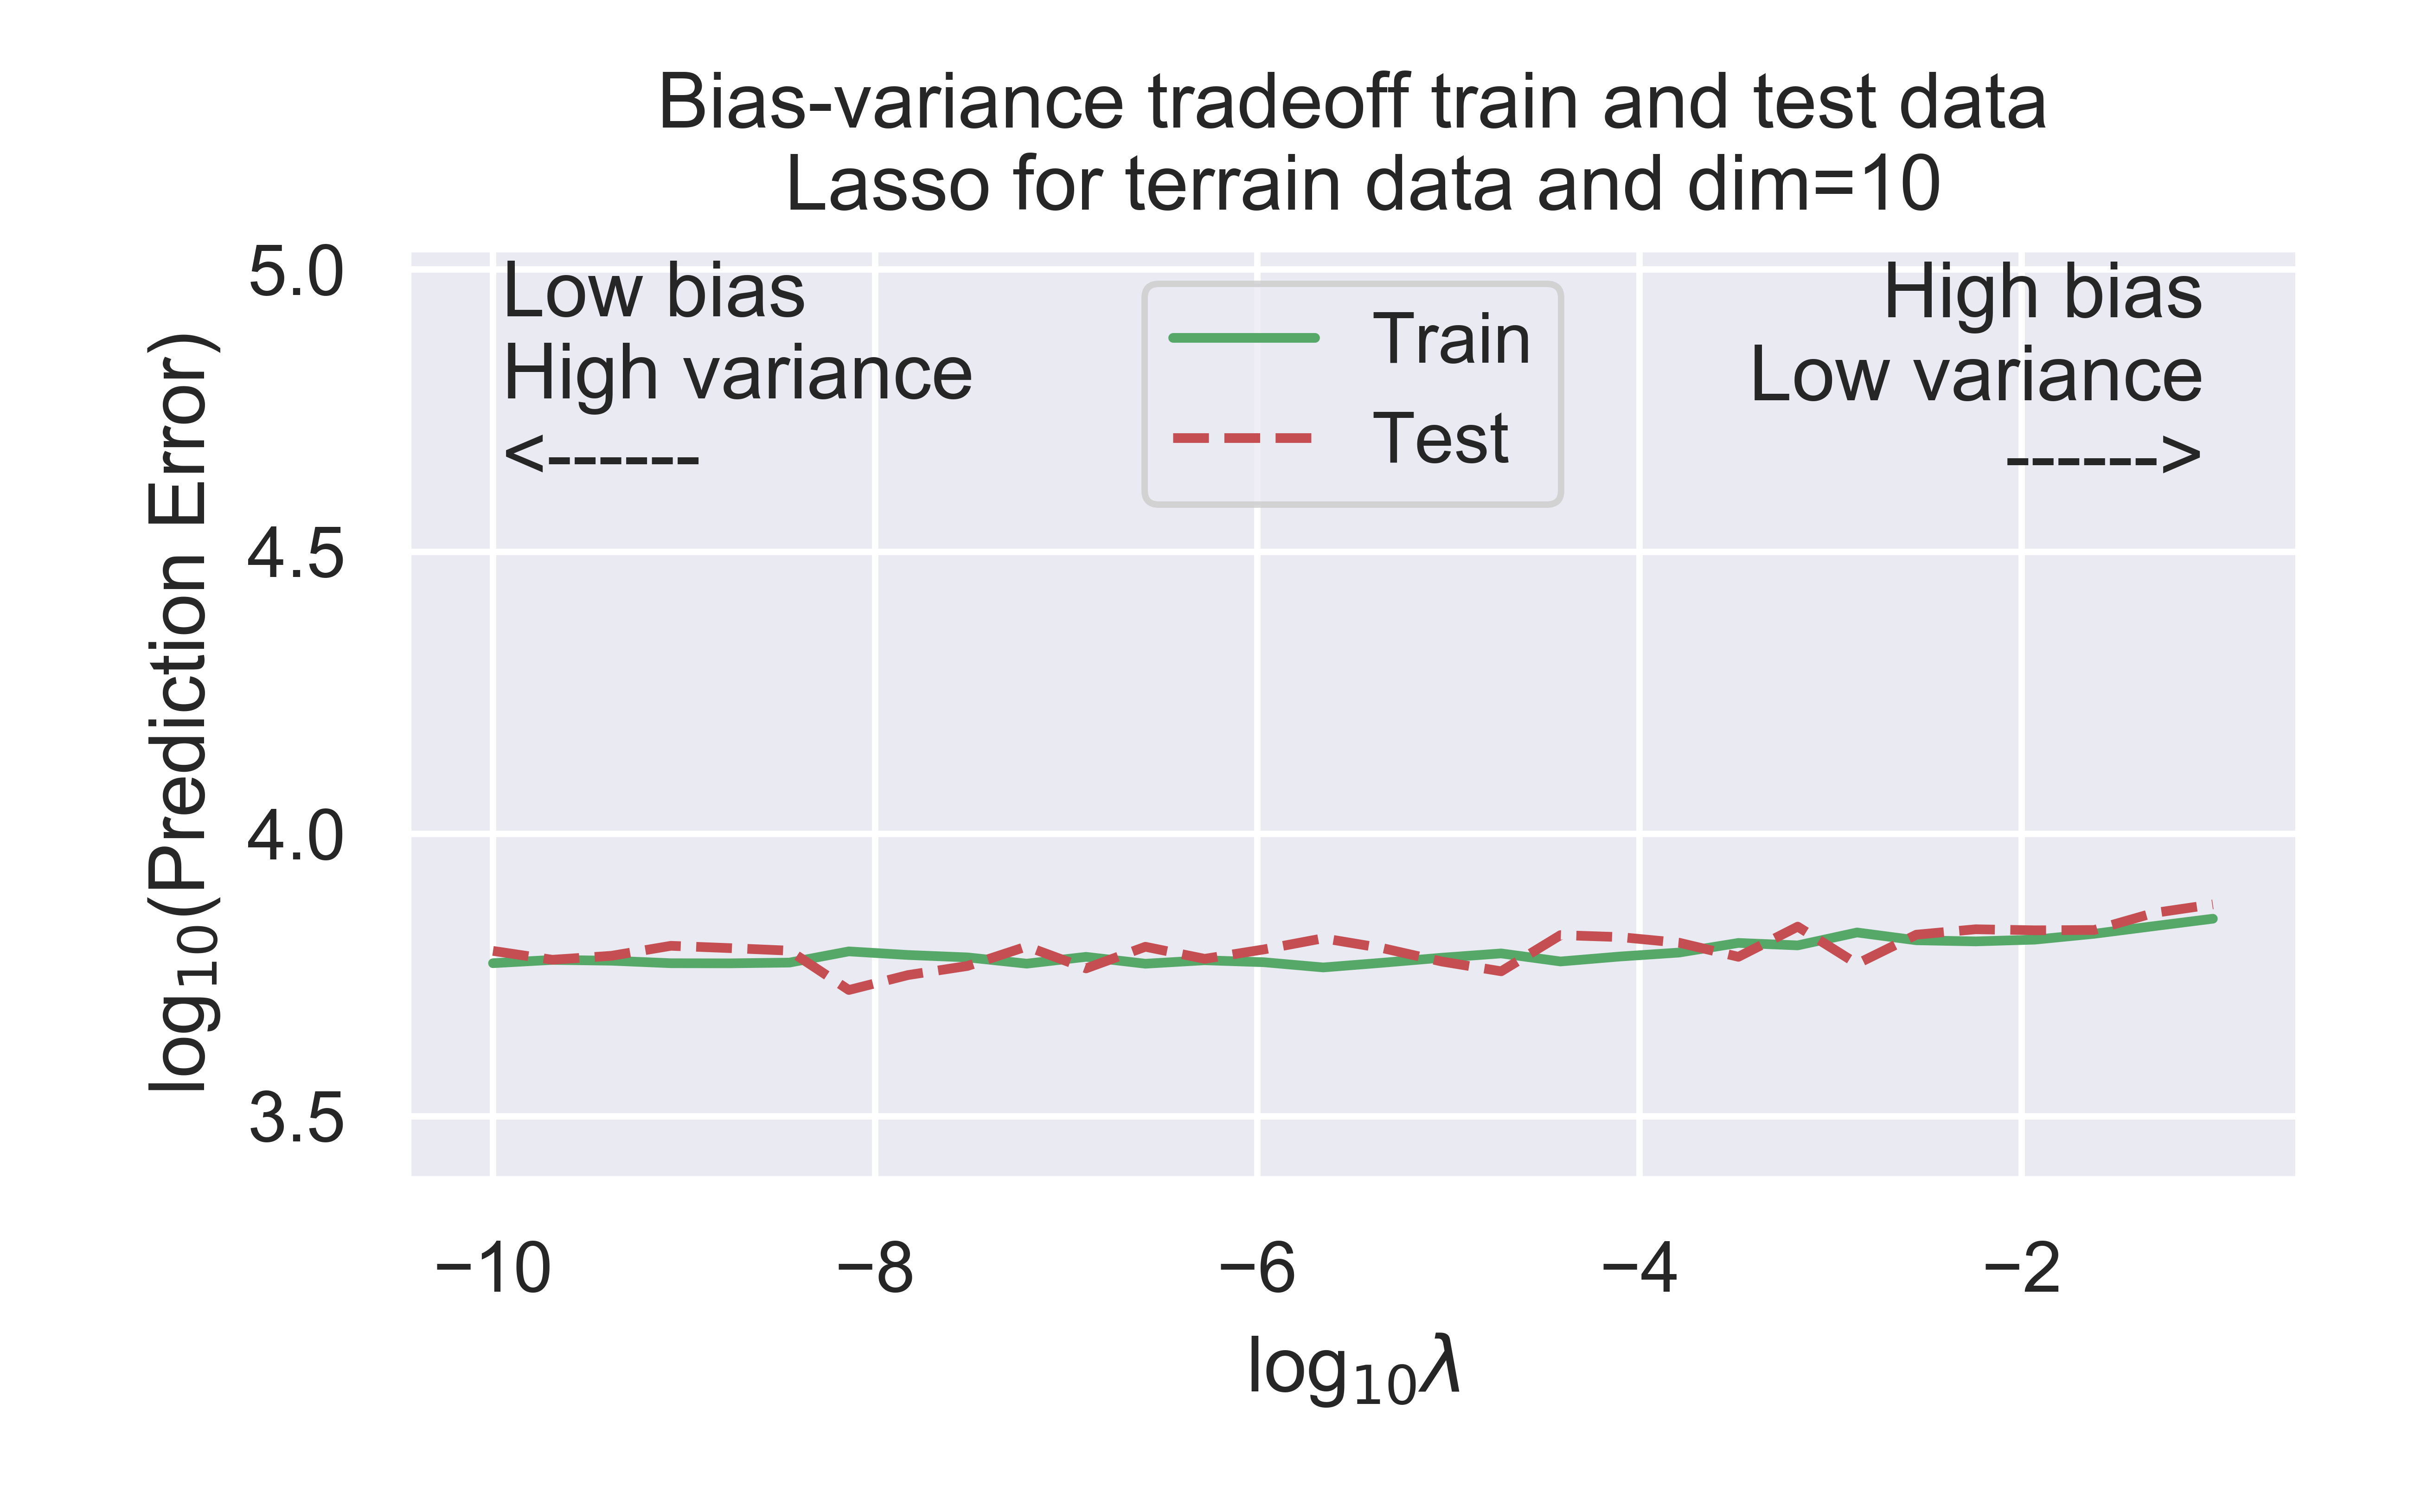 Bias-variance tradeoff train and test data
Lasso for terrain data and dim=10
5.0
4.5
4.0
3.5
log₁₀(Prediction Error)
Low bias
High variance
<------
Train
Test
High bias
Low variance
------>
−10
−8
−6
−4
−2
log₁₀λ